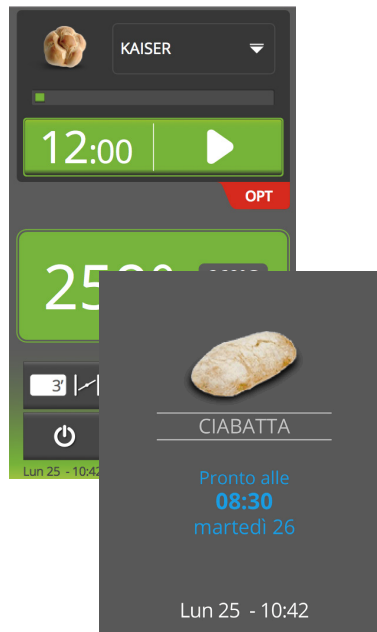 KAISER
12:00
OPT
3'
Lun 25 - 10:42
CIABATTA
Pronto alle
08:30
martedì 26
Lun 25 - 10:42